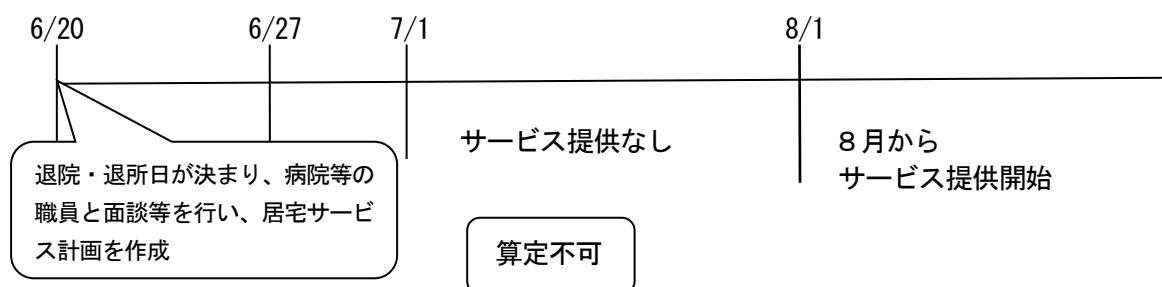 6/20 6/27 7/1 8/1
サービス提供なし
８月から
サービス提供開始
退院・退所日が決まり、病院等の
職員と面談等を行い、居宅サービ
ス計画を作成
算定不可